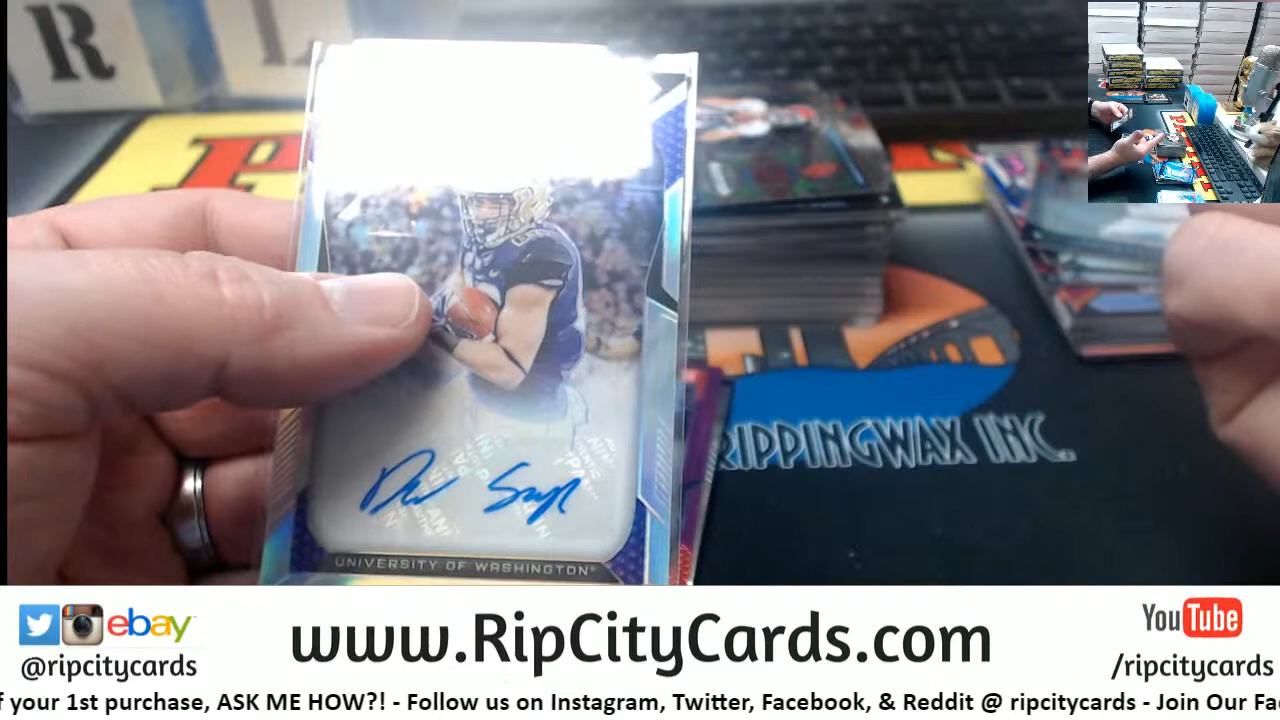 R
UNIVERSITY OF WASHINGTON®
RIPPINGWAX INC.
ebay
@ripcitycards
www.RipCityCards.com
YouTube
/ripcitycards
f your 1st purchase, ASK ME HOW?! - Follow us on Instagram, Twitter, Facebook, & Reddit @ ripcitycards - Join Our Fa